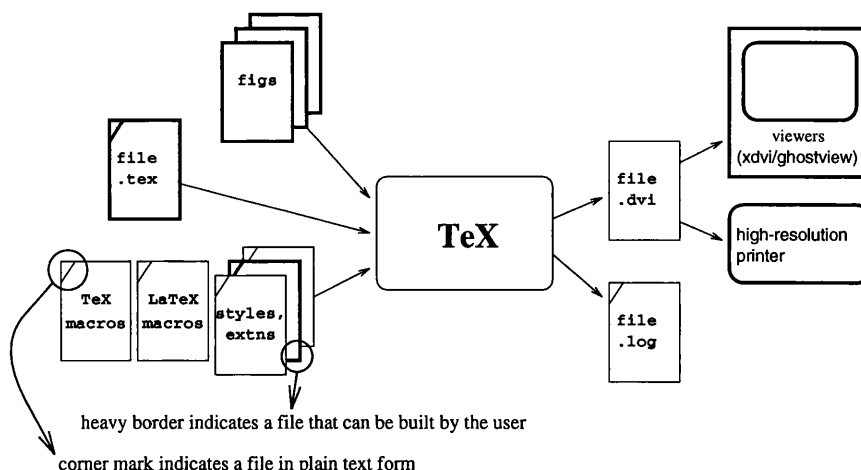 figs
file
.tex
TeX
macros
LaTeX
macros
styles,
extns
TeX
file
.dvi
file
.log
viewers
(xdvi/ghostview)
high-resolution
printer
heavy border indicates a file that can be built by the user
corner mark indicates a file in plain text form